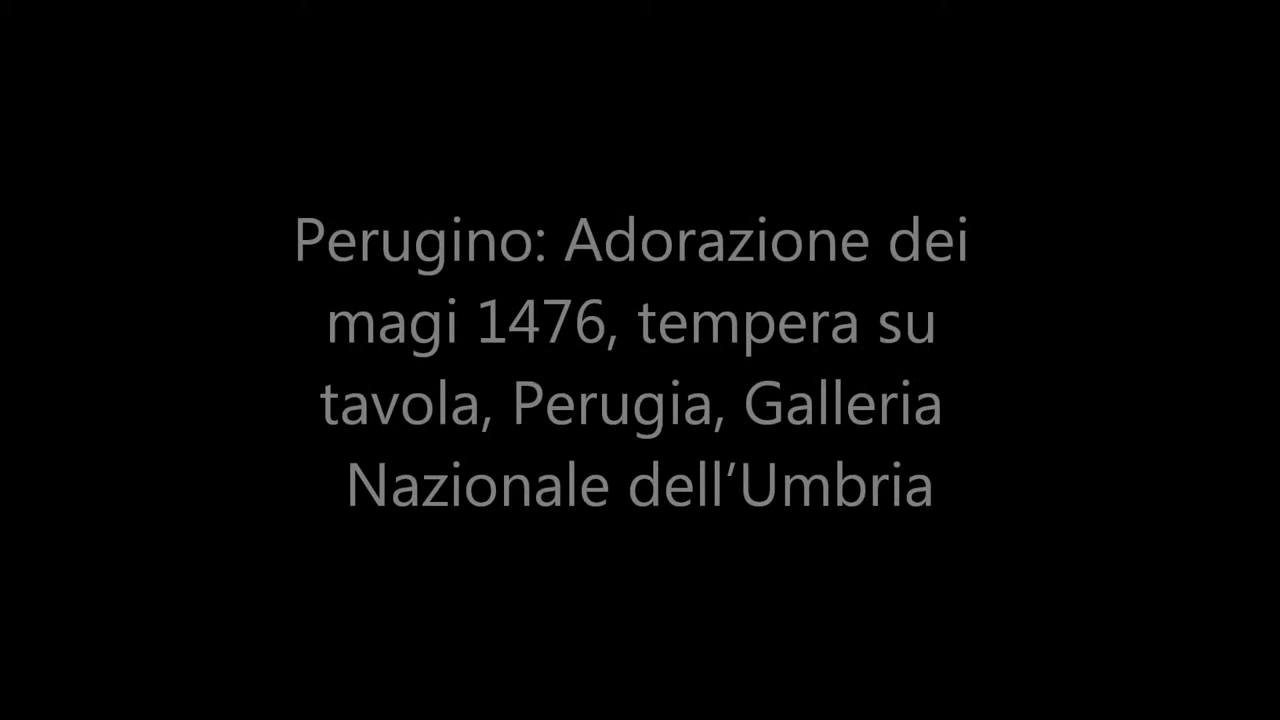 Perugino: Adorazione dei
magi 1476, tempera su
tavola, Perugia, Galleria
Nazionale dell’Umbria